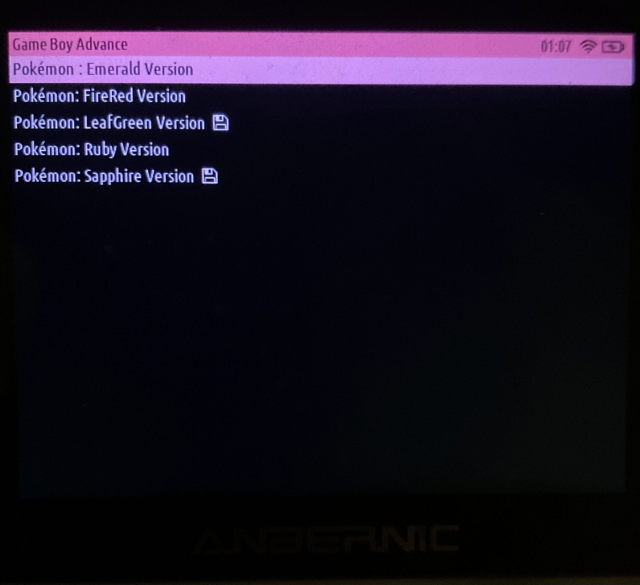 Game Boy Advance 01:07
Pokémon : Emerald Version
Pokémon: FireRed Version
Pokémon: LeafGreen Version
Pokémon: Ruby Version
Pokémon: Sapphire Version
ANBERNIC